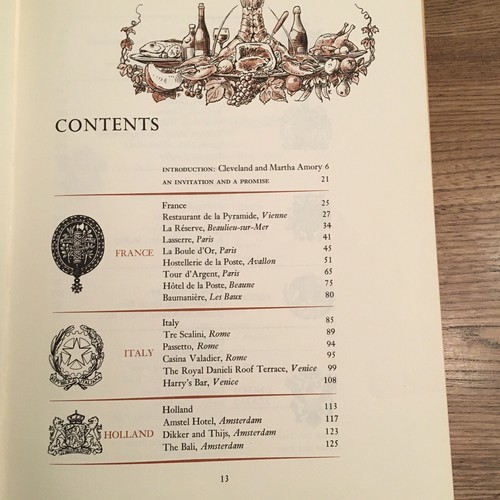 CONTENTS
INTRODUCTION: Cleveland and Martha Amory 6
AN INVITATION AND A PROMISE 21
FRANCE
France 25
Restaurant de la Pyramide, Vienne 27
La Réserve, Beaulieu-sur-Mer 34
Lasserre, Paris 41
La Boule d'Or, Paris 45
Hostellerie de la Poste, Avallon 51
Tour d'Argent, Paris 65
Hôtel de la Poste, Beaune 75
Baumanière, Les Baux 80
ITALY
Italy 85
Tre Scalini, Rome 89
Passetto, Rome 94
Casina Valadier, Rome 95
The Royal Danieli Roof Terrace, Venice 99
Harry's Bar, Venice 108
HOLLAND
Holland 113
Amstel Hotel, Amsterdam 117
Dikker and Thijs, Amsterdam 123
The Bali, Amsterdam 125
13